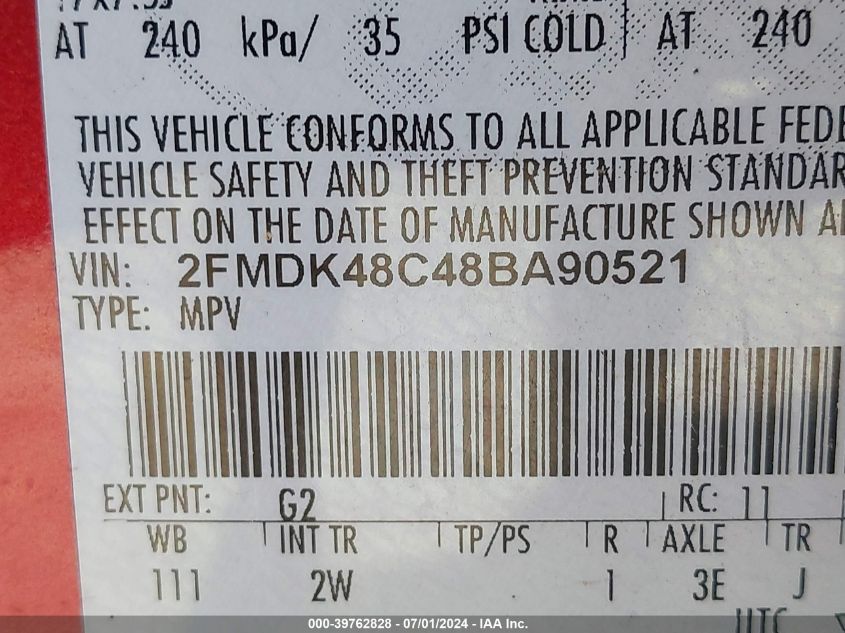 AT 240 kPa/ 35 PSI COLD AT 240
THIS VEHICLE CONFORMS TO ALL APPLICABLE FEDE
VEHICLE SAFETY AND THEFT PREVENTION STANDAR
EFFECT ON THE DATE OF MANUFACTURE SHOWN A
VIN: 2FMDK48C48BA90521
TYPE: MPV
EXT PNT: G2 RC: 11
WB INT TR TP/PS R AXLE TR
111 2W 1 3E J
UTC
000-39762828 - 07/01/2024 - IAA Inc.